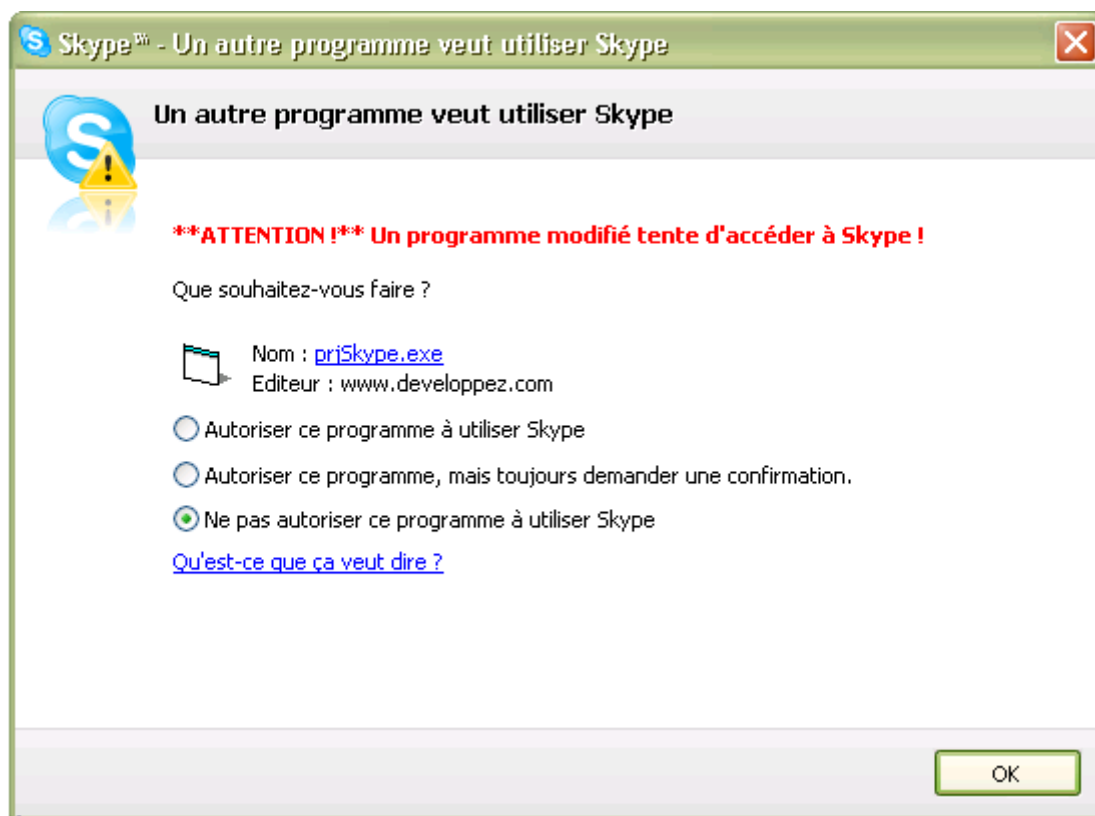 Skype™ - Un autre programme veut utiliser Skype
Un autre programme veut utiliser Skype
**ATTENTION !** Un programme modifié tente d'accéder à Skype !
Que souhaitez-vous faire ?
Nom : prjSkype.exe
Editeur : www.developpez.com
Autoriser ce programme à utiliser Skype
Autoriser ce programme, mais toujours demander une confirmation.
Ne pas autoriser ce programme à utiliser Skype
Qu'est-ce que ça veut dire ?
OK